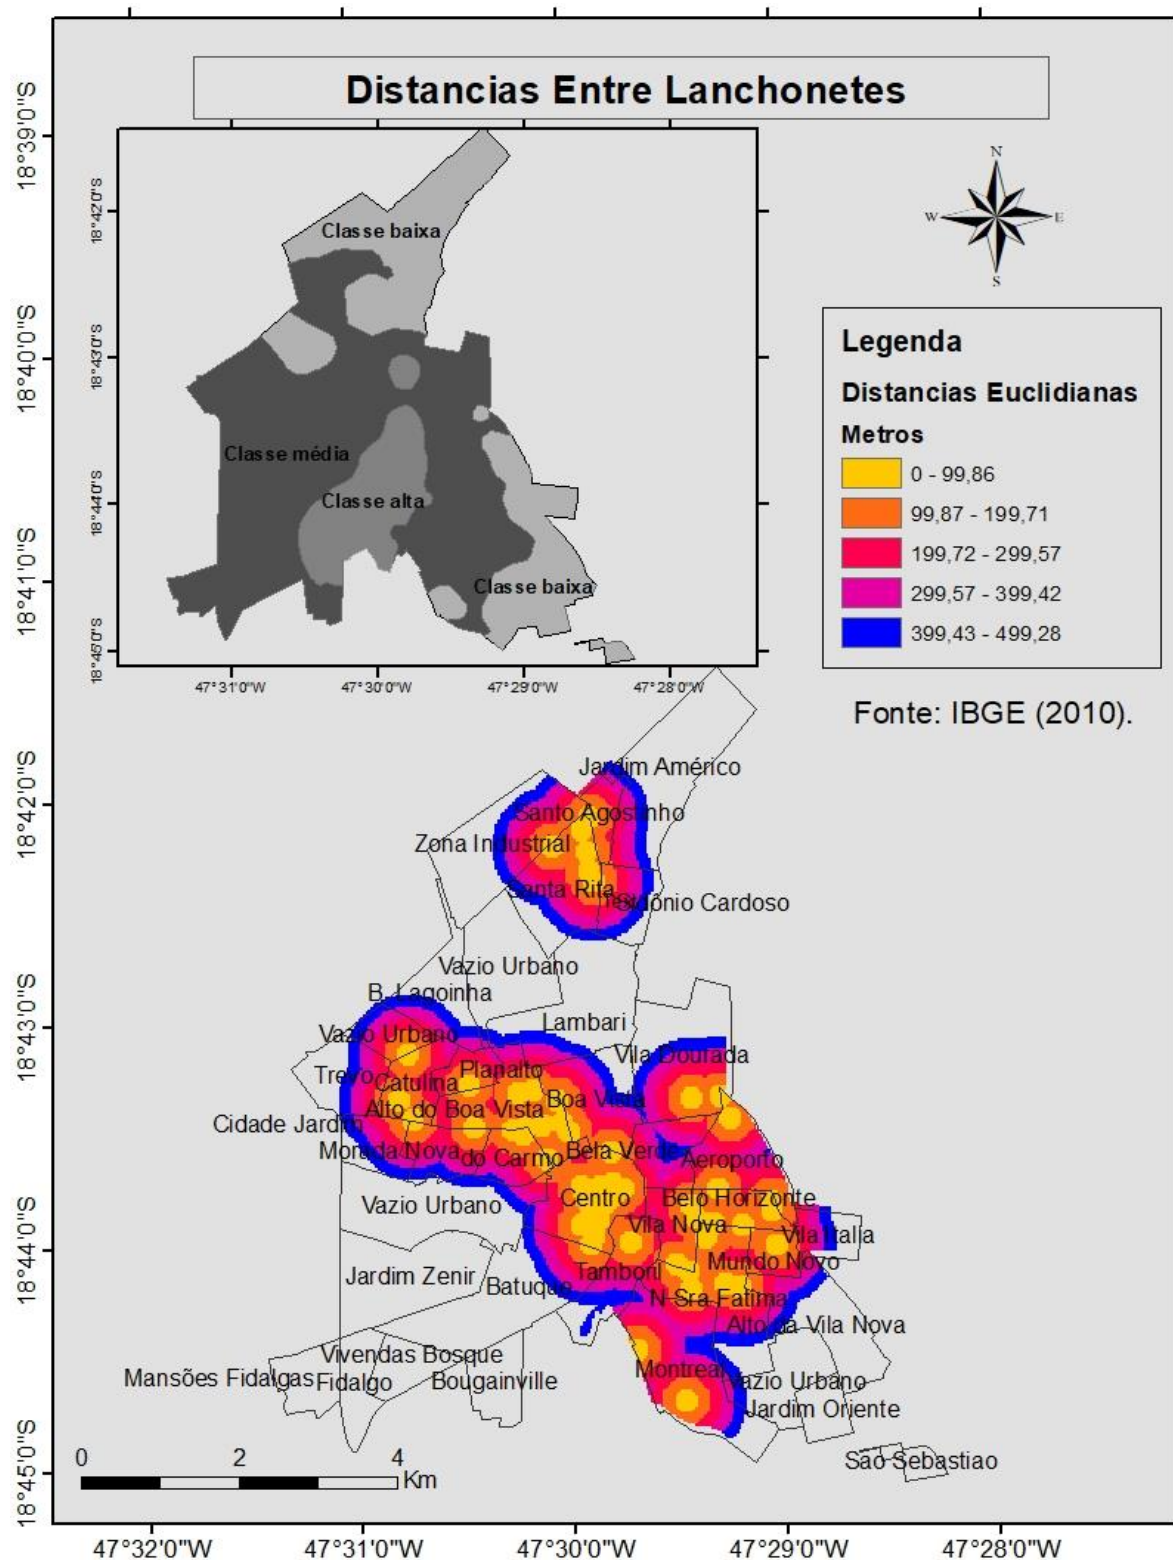 Distancias Entre Lanchonetes
18°39'0"S
18°40'0"S
18°41'0"S
18°42'0"S
18°43'0"S
18°44'0"S
18°45'0"S
18°42'0"S
18°43'0"S
18°44'0"S
18°45'0"S
Classe baixa
Classe média
Classe alta
Classe baixa
47°31'0"W
47°30'0"W
47°29'0"W
47°28'0"W
N
W
E
S
Legenda
Distancias Euclidianas
Metros
0 - 99,86
99,87 - 199,71
199,72 - 299,57
299,57 - 399,42
399,43 - 499,28
Fonte: IBGE (2010).
Jardim Américo
Santo Agostinho
Zona Industrial
Santa Rita
Sidônio Cardoso
Vazio Urbano
B. Lagoinha
Lambari
Vazio Urbano
Vila Dourada
Planalto
Trevo
Catulina
Boa Vista
Alto do Boa Vista
Cidade Jardim
Morada Nova
do Carmo
Bela Verde
Aeroporto
Centro
Belo Horizonte
Vazio Urbano
Vila Nova
Vila Italia
Mundo Novo
Jardim Zenir
Tamboril
Batuque
N Sra Fatima
Alto da Vila Nova
Vivendas Bosque
Montreal
Mansões Fidalgas
Fidalgo
Bougainville
Vazio Urbano
Jardim Oriente
São Sebastiao
0
2
4
Km
47°32'0"W
47°31'0"W
47°30'0"W
47°29'0"W
47°28'0"W